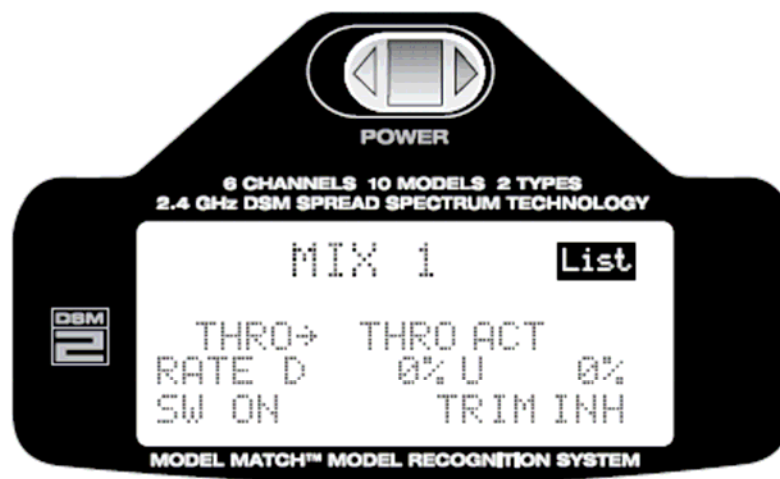 POWER
6 CHANNELS 10 MODELS 2 TYPES
2.4 GHz DSM SPREAD SPECTRUM TECHNOLOGY
MIX 1 List
DSM
2
THRO→ THRO ACT
RATE D 0% U 0%
SW ON TRIM INH
MODEL MATCH™ MODEL RECOGNITION SYSTEM